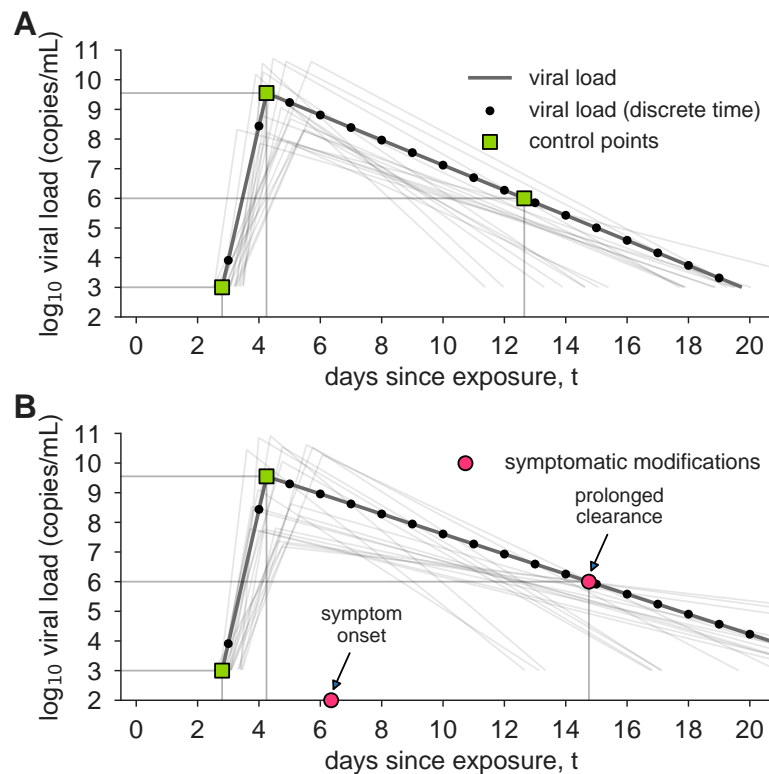 A
log10 viral load (copies/mL)
11
10
9
8
7
6
5
4
3
2
viral load
viral load (discrete time)
control points
0 2 4 6 8 10 12 14 16 18 20
days since exposure, t
B
log10 viral load (copies/mL)
11
10
9
8
7
6
5
4
3
2
symptomatic modifications
prolonged
clearance
symptom
onset
0 2 4 6 8 10 12 14 16 18 20
days since exposure, t